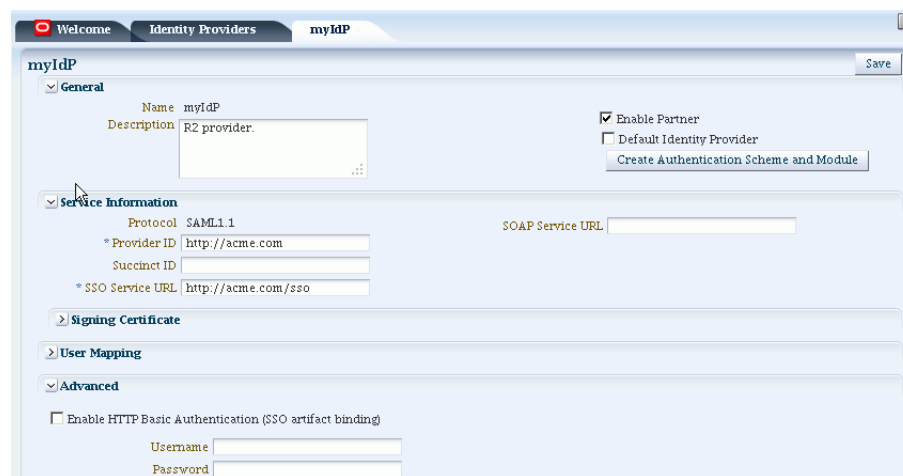 Welcome Identity Providers myIdP
myIdP Save
General
Name myIdP
Description R2 provider.
Enable Partner
Default Identity Provider
Create Authentication Scheme and Module
Service Information
Protocol SAML1.1
SOAP Service URL
* Provider ID http://acme.com
Succinct ID
* SSO Service URL http://acme.com/sso
Signing Certificate
User Mapping
Advanced
Enable HTTP Basic Authentication (SSO artifact binding)
Username
Password